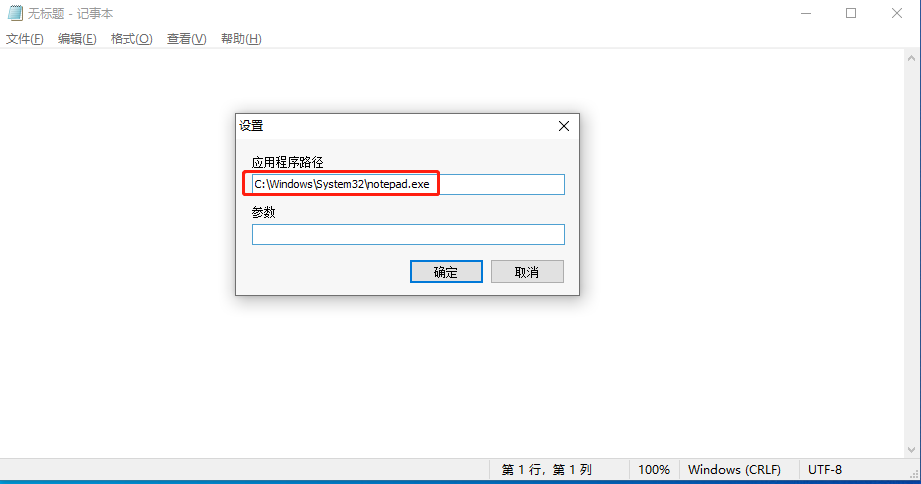 无标题 - 记事本
文件(F) 编辑(E) 格式(O) 查看(V) 帮助(H)
设置
应用程序路径
C:\Windows\System32\notepad.exe
参数
确定 取消
第 1 行，第 1 列 100% Windows (CRLF) UTF-8